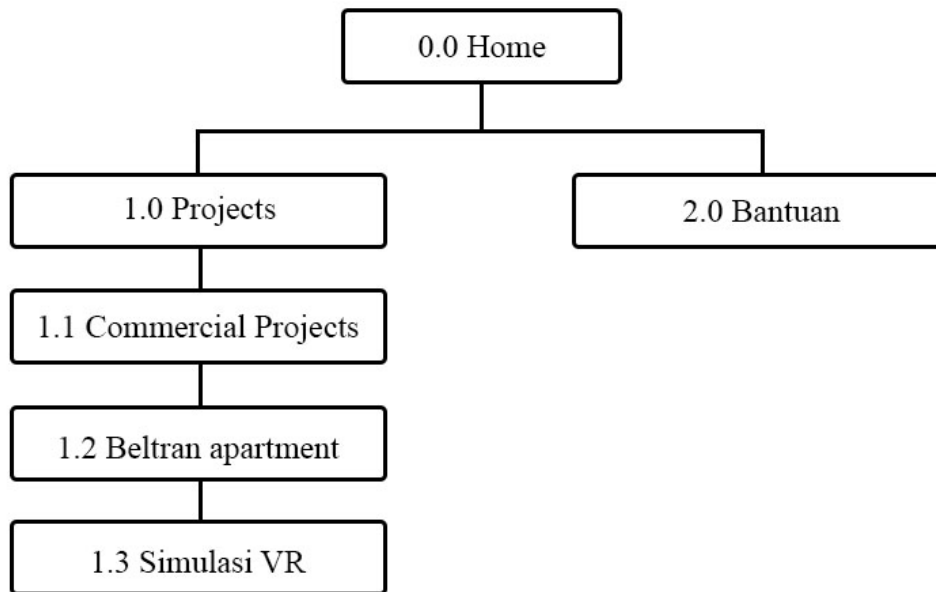 0.0 Home
1.0 Projects
2.0 Bantuan
1.1 Commercial Projects
1.2 Beltran apartment
1.3 Simulasi VR